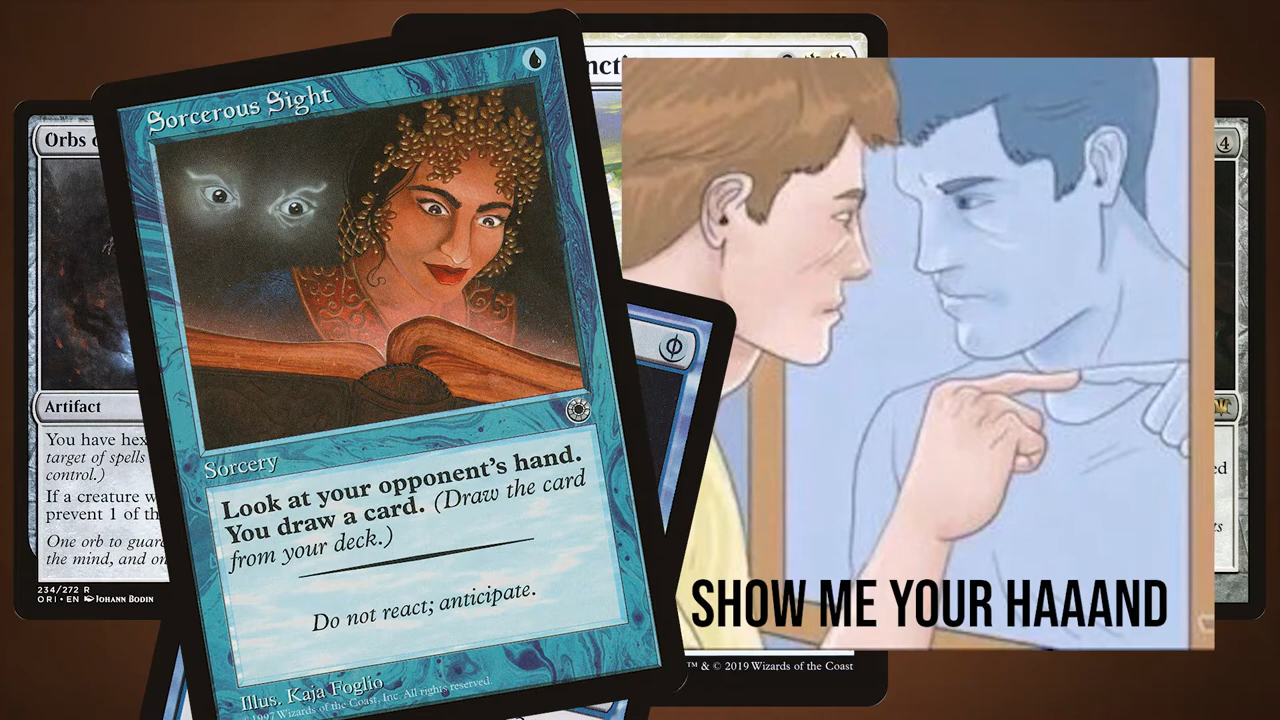 Sorcerous Sight
Sorcery
Look at your opponent's hand.
You draw a card. (Draw the card
from your deck.)
Do not react; anticipate.
Illus. Kaja Foglio
1997 Wizards of the Coast, Inc. All rights reserved.
Orbs
Artifact
You have hex
target of spells
control.)
If a creature w
prevent 1 of th
One orb to guar
the mind, and on
234/272 R
ORI • EN JOHANN BODIN
SHOW ME YOUR HAAAND
™ & © 2019 Wizards of the Coast
4